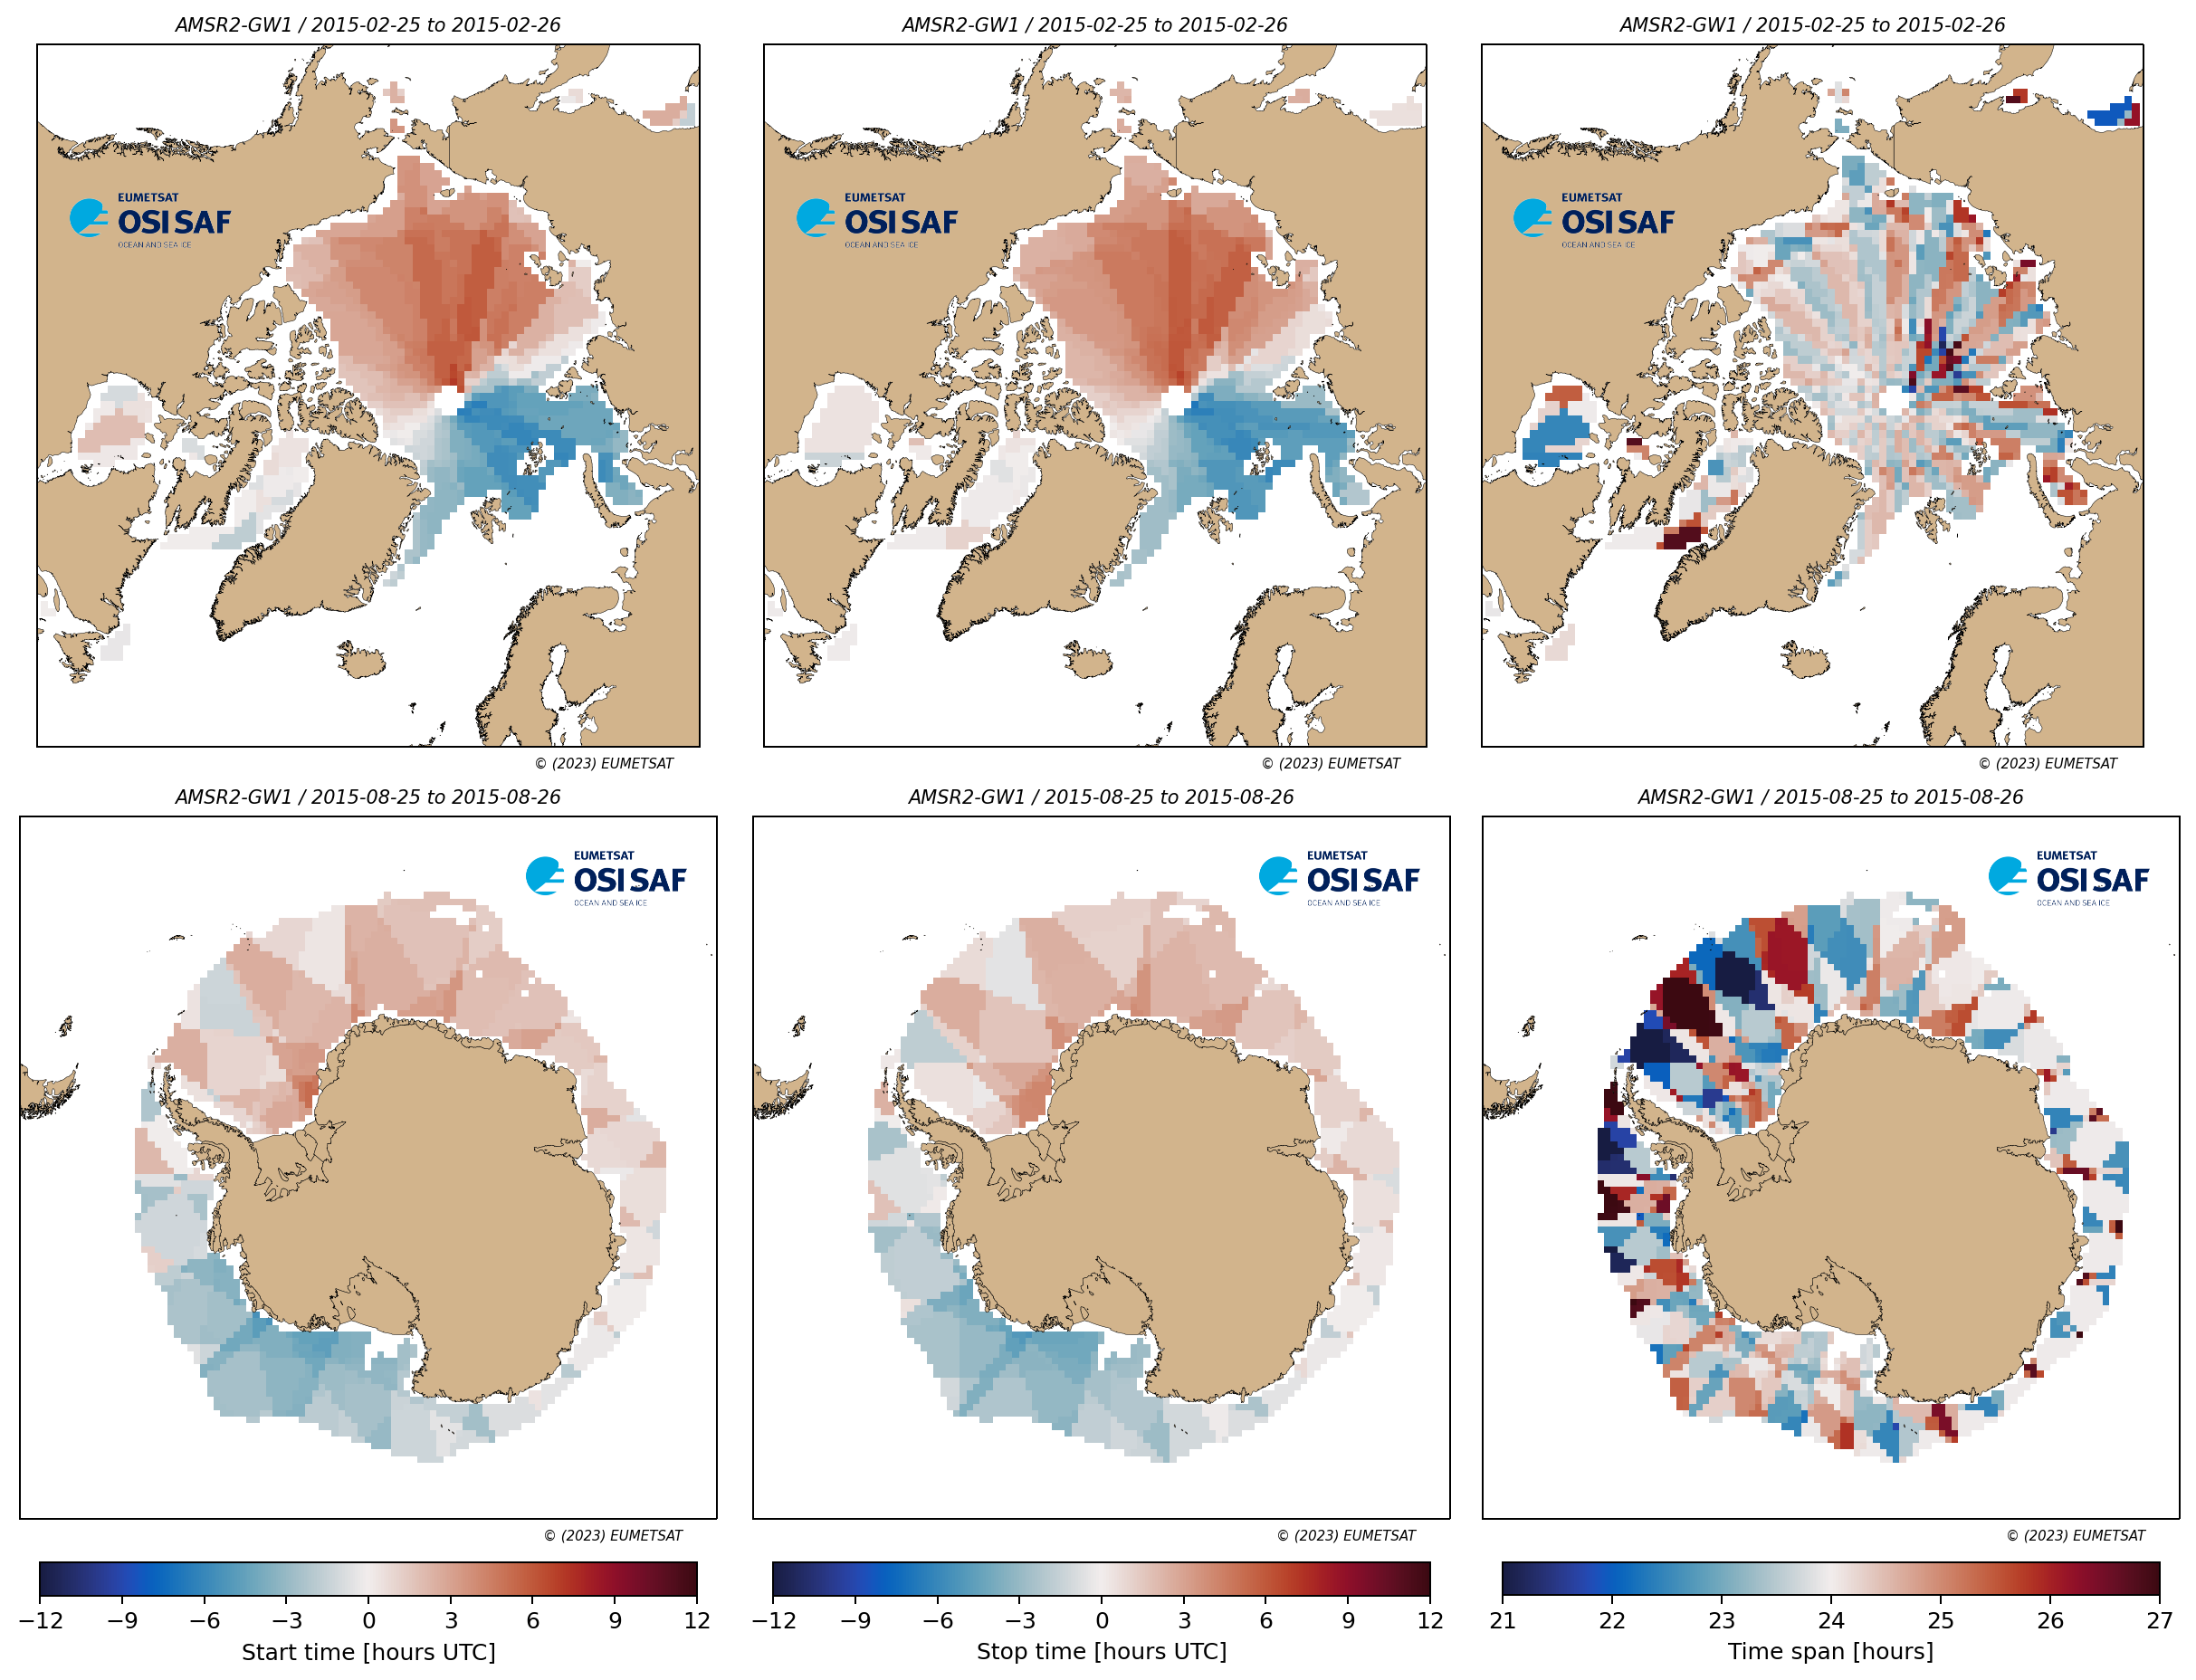 AMSR2-GW1 / 2015-02-25 to 2015-02-26
AMSR2-GW1 / 2015-02-25 to 2015-02-26
AMSR2-GW1 / 2015-02-25 to 2015-02-26
EUMETSAT
OSI SAF
OCEAN AND SEA ICE
EUMETSAT
OSI SAF
OCEAN AND SEA ICE
EUMETSAT
OSI SAF
OCEAN AND SEA ICE
© (2023) EUMETSAT
© (2023) EUMETSAT
© (2023) EUMETSAT
AMSR2-GW1 / 2015-08-25 to 2015-08-26
AMSR2-GW1 / 2015-08-25 to 2015-08-26
AMSR2-GW1 / 2015-08-25 to 2015-08-26
EUMETSAT
OSI SAF
OCEAN AND SEA ICE
EUMETSAT
OSI SAF
OCEAN AND SEA ICE
EUMETSAT
OSI SAF
OCEAN AND SEA ICE
© (2023) EUMETSAT
© (2023) EUMETSAT
© (2023) EUMETSAT
−12 −9 −6 −3 0 3 6 9 12
Start time [hours UTC]
−12 −9 −6 −3 0 3 6 9 12
Stop time [hours UTC]
21 22 23 24 25 26 27
Time span [hours]